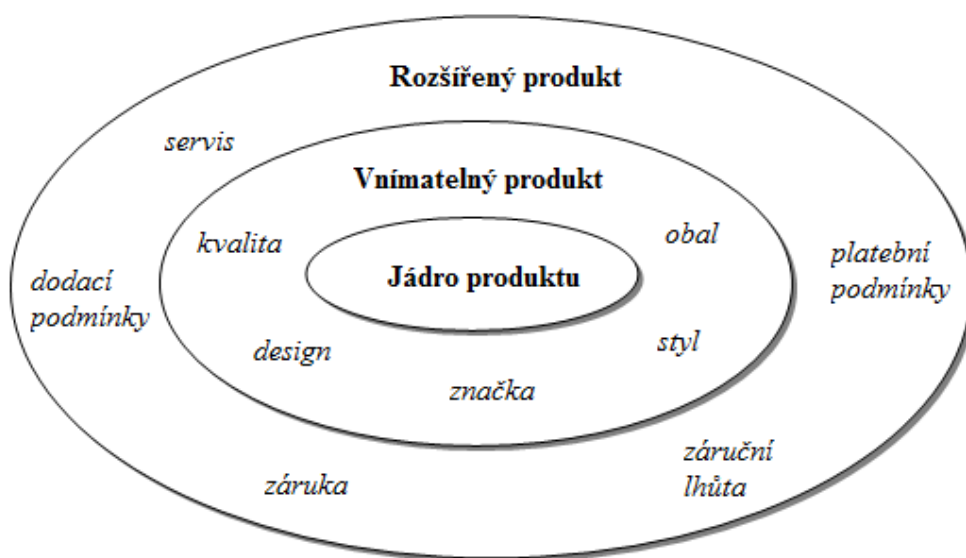 Rozšířený produkt
servis
Vnímatelný produkt
kvalita
obal
Jádro produktu
dodací
podmínky
platební
podmínky
design
styl
značka
záruka
záruční
lhůta